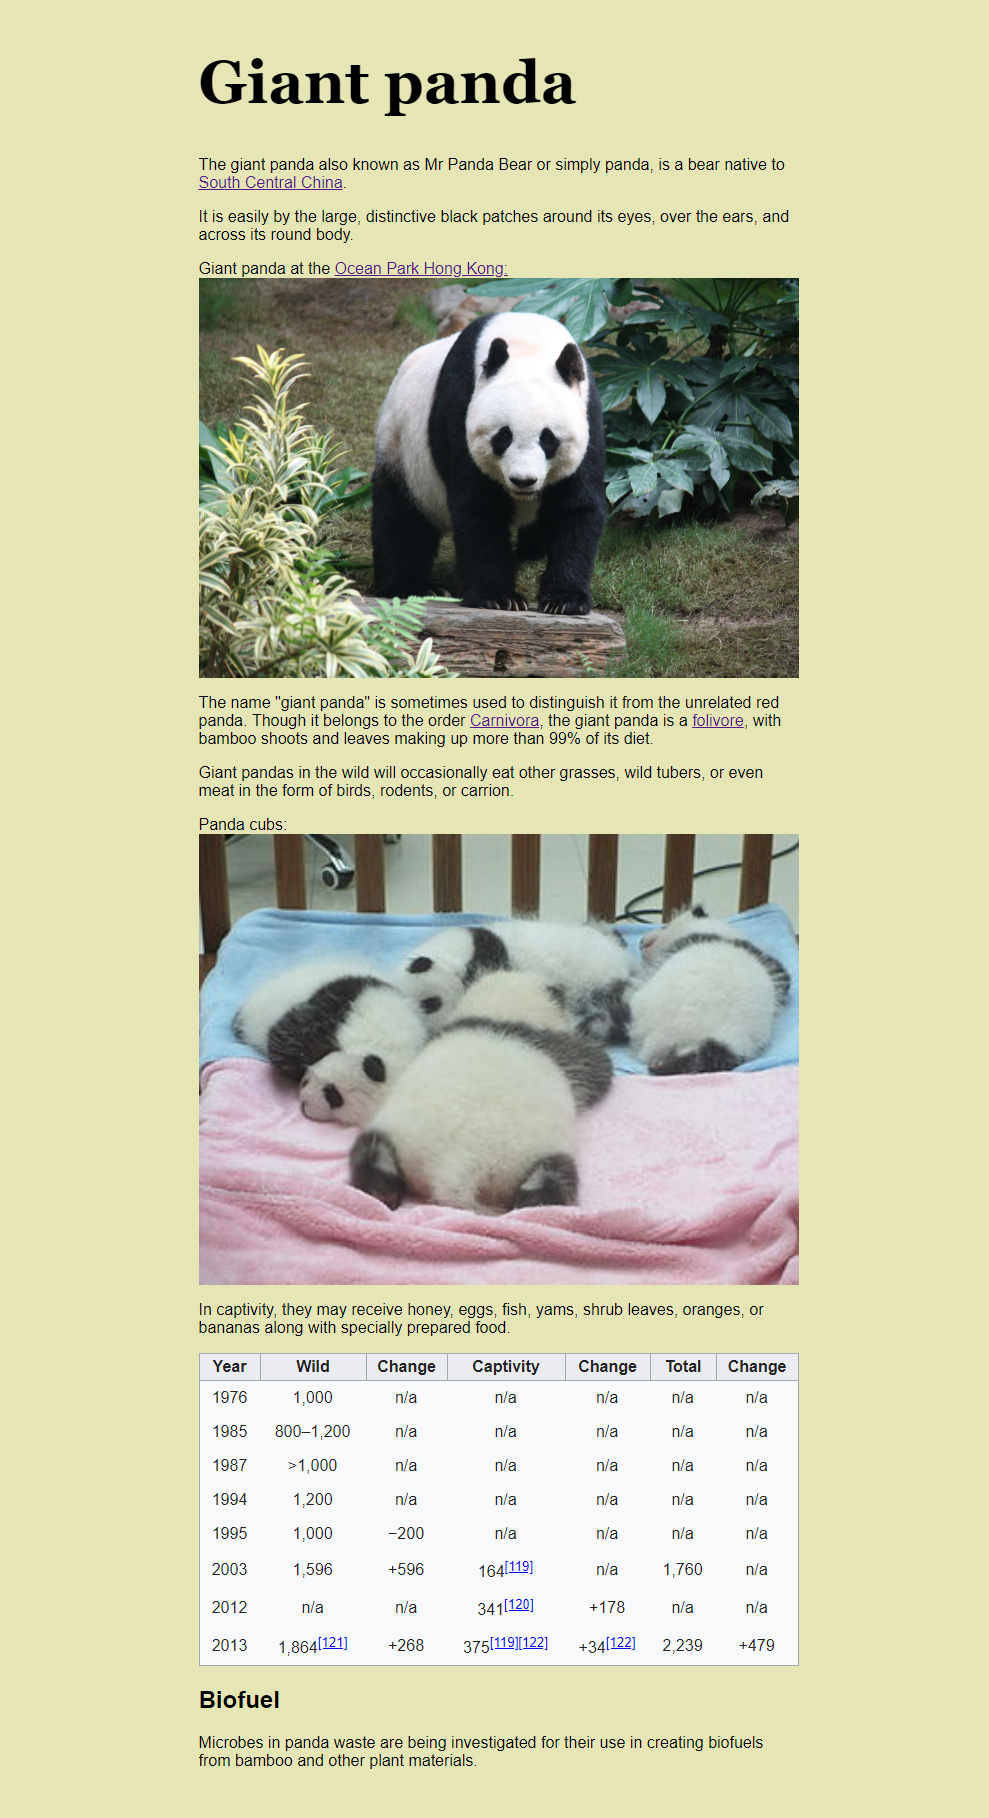 Giant panda
The giant panda also known as Mr Panda Bear or simply panda, is a bear native to
South Central China.
It is easily by the large, distinctive black patches around its eyes, over the ears, and
across its round body.
Giant panda at the Ocean Park Hong Kong:
The name "giant panda" is sometimes used to distinguish it from the unrelated red
panda. Though it belongs to the order Carnivora, the giant panda is a folivore, with
bamboo shoots and leaves making up more than 99% of its diet.
Giant pandas in the wild will occasionally eat other grasses, wild tubers, or even
meat in the form of birds, rodents, or carrion.
Panda cubs:
In captivity, they may receive honey, eggs, fish, yams, shrub leaves, oranges, or
bananas along with specially prepared food.
Year Wild Change Captivity Change Total Change
1976 1,000 n/a n/a n/a n/a n/a
1985 800–1,200 n/a n/a n/a n/a n/a
1987 >1,000 n/a n/a n/a n/a n/a
1994 1,200 n/a n/a n/a n/a n/a
1995 1,000 −200 n/a n/a n/a n/a
2003 1,596 +596 164[119] n/a 1,760 n/a
2012 n/a n/a 341[120] +178 n/a n/a
2013 1,864[121] +268 375[119][122] +34[122] 2,239 +479
Biofuel
Microbes in panda waste are being investigated for their use in creating biofuels
from bamboo and other plant materials.